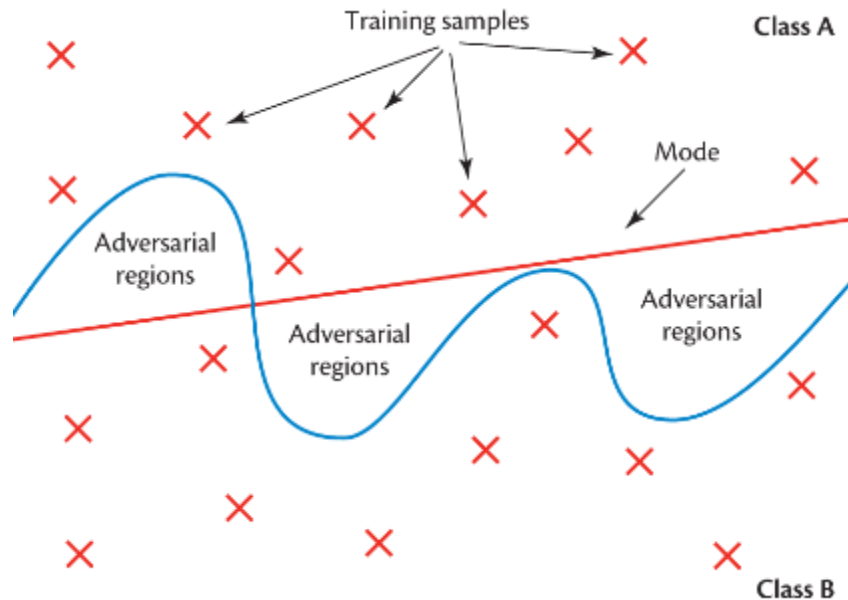 Training samples
Class A
Mode
Adversarial
regions
Adversarial
regions
Adversarial
regions
Class B